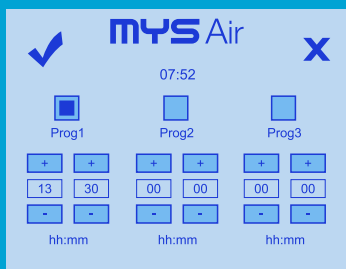 MYS Air
07:52
Prog1 Prog2 Prog3
+ + + + + +
13 30 00 00 00 00
- - - - - -
hh:mm hh:mm hh:mm